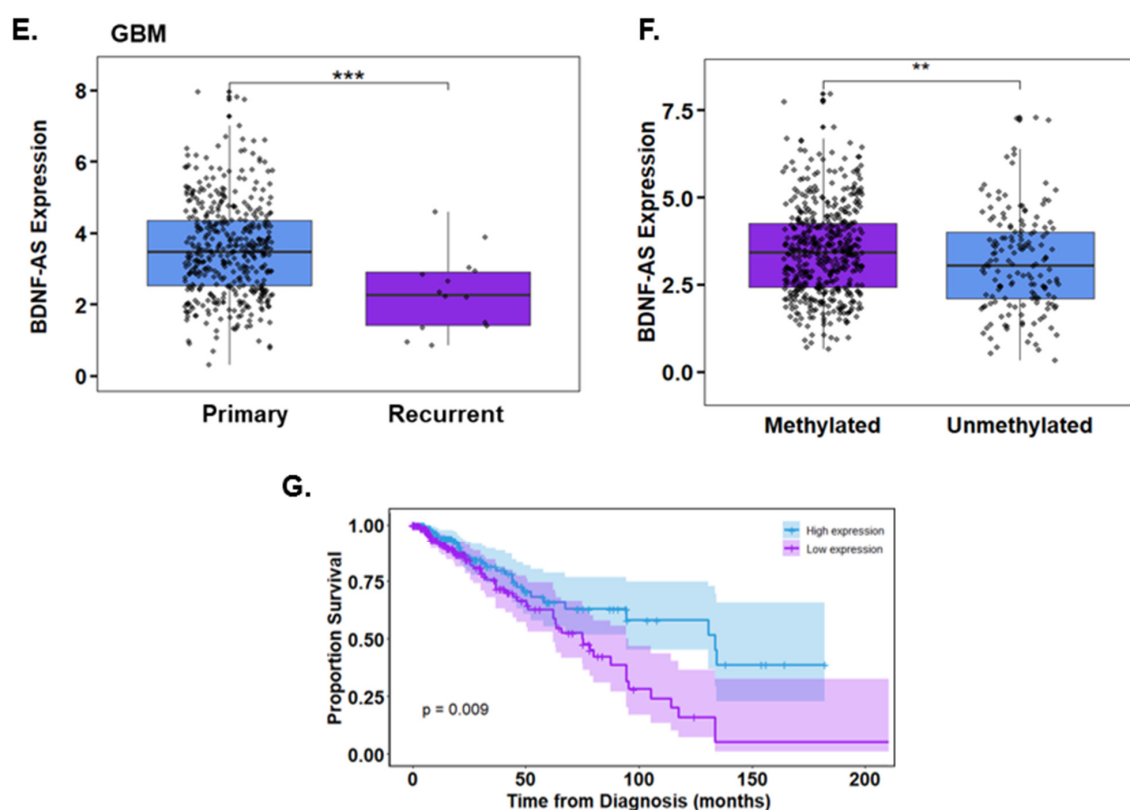 E.
GBM
***
BDNF-AS Expression
8
6
4
2
0
Primary
Recurrent
F.
**
BDNF-AS Expression
7.5
5.0
2.5
0.0
Methylated
Unmethylated
G.
Proportion Survival
1.00
0.75
0.50
0.25
0.00
High expression
Low expression
p = 0.009
0
50
100
150
200
Time from Diagnosis (months)